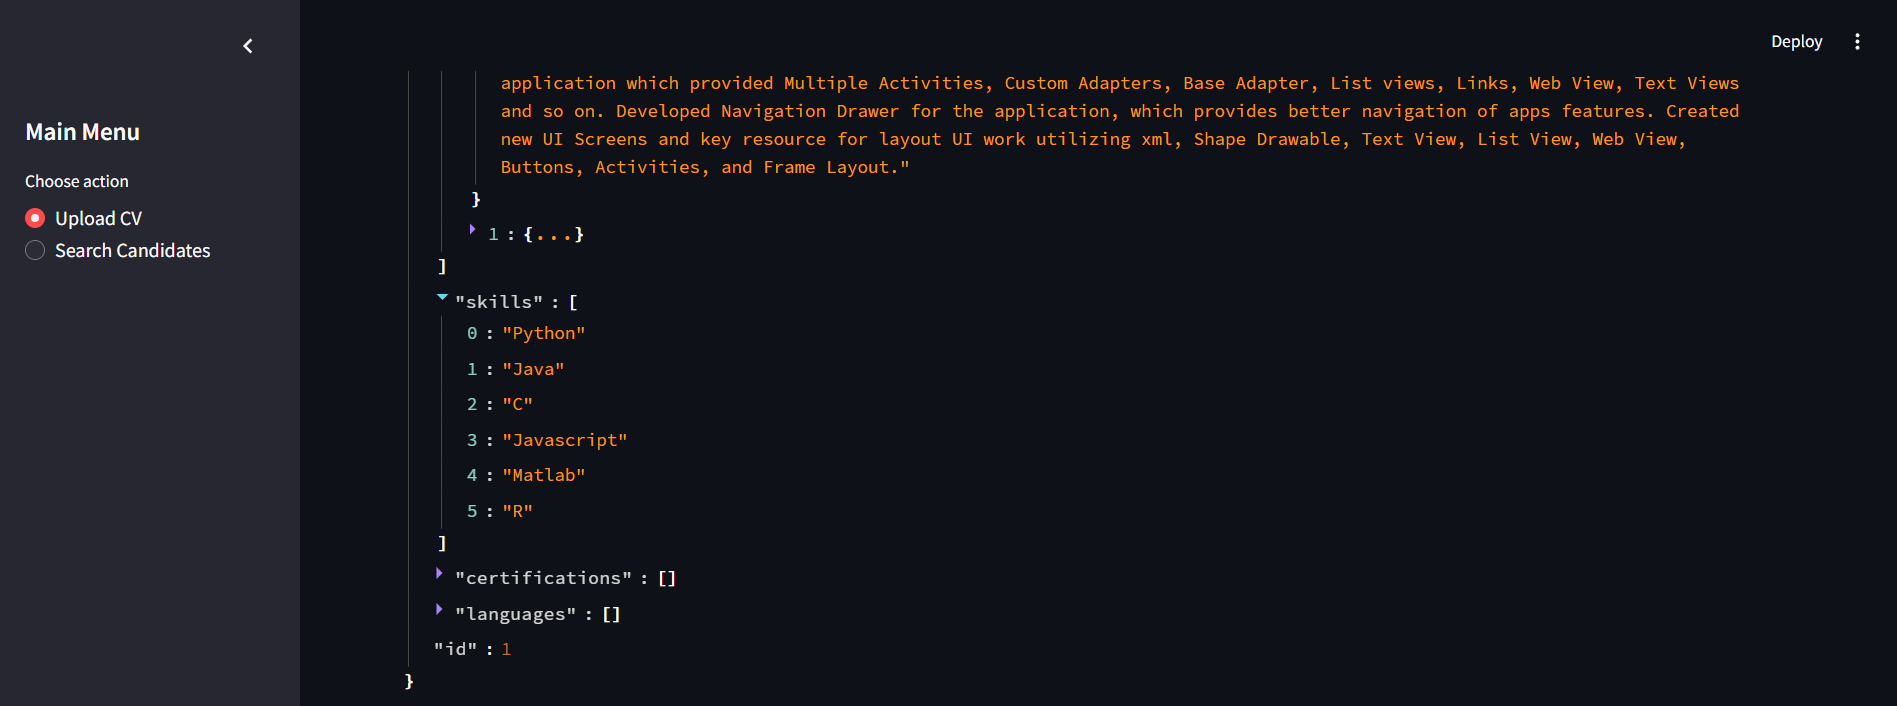 Deploy
Main Menu
Choose action
Upload CV
Search Candidates
application which provided Multiple Activities, Custom Adapters, Base Adapter, List views, Links, Web View, Text Views
and so on. Developed Navigation Drawer for the application, which provides better navigation of apps features. Created
new UI Screens and key resource for layout UI work utilizing xml, Shape Drawable, Text View, List View, Web View,
Buttons, Activities, and Frame Layout."
}
1 : {...}
]
"skills" : [
0 : "Python"
1 : "Java"
2 : "C"
3 : "Javascript"
4 : "Matlab"
5 : "R"
]
"certifications" : []
"languages" : []
"id" : 1
}